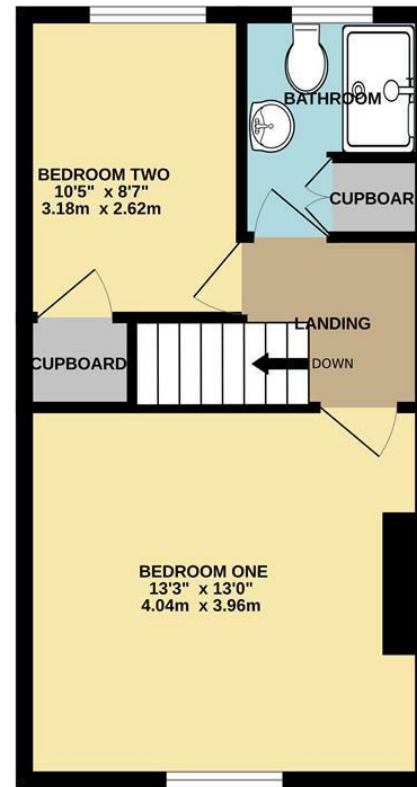 BATHROOM
BEDROOM TWO
10'5" x 8'7"
3.18m x 2.62m
CUPBOAR
LANDING
CUPBOARD
DOWN
BEDROOM ONE
13'3" x 13'0"
4.04m x 3.96m